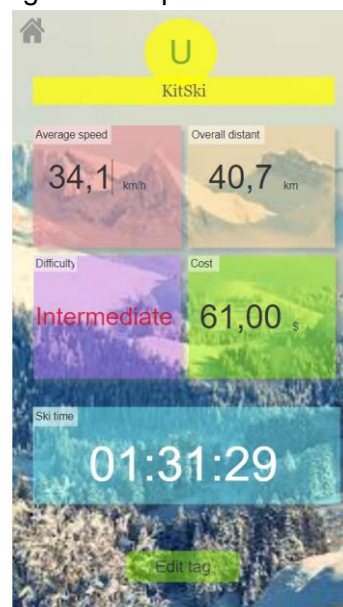 U
KitSki
Average speed
34,1 km/h
Overall distant
40,7 km
Difficulty
Intermediate
Cost
61,00 $
Ski time
01:31:29
Edit tag